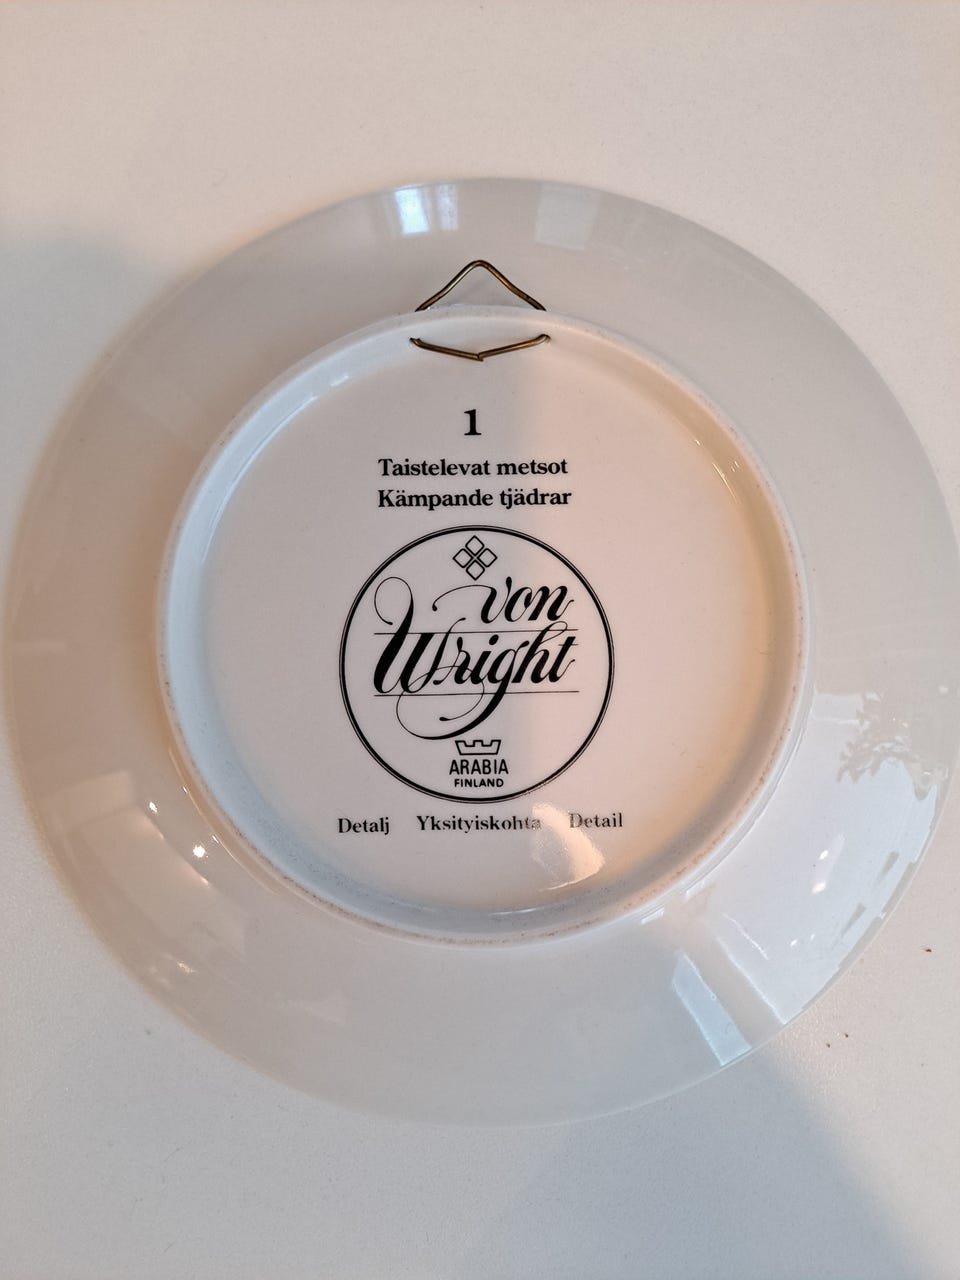 1
Taistelevat metsot
Kämpande tjädrar
von
Wright
ARABIA
FINLAND
Detalj Yksityiskohta Detail